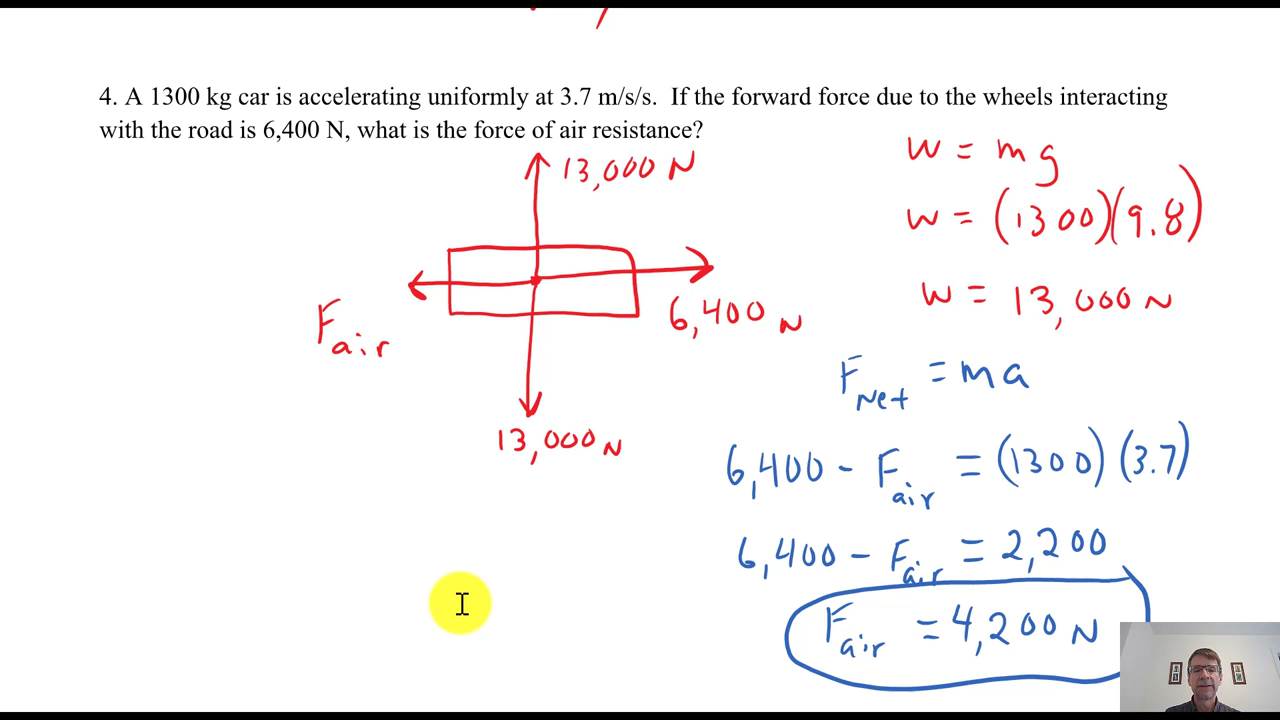 4. A 1300 kg car is accelerating uniformly at 3.7 m/s/s. If the forward force due to the wheels interacting
with the road is 6,400 N, what is the force of air resistance?
13,000 N
F air
6,400 N
13,000 N
w = mg
w = (1300)(9.8)
w = 13,000 N
F Net = ma
6,400 - F air = (1300)(3.7)
6,400 - F air = 2,200
F air = 4,200 N